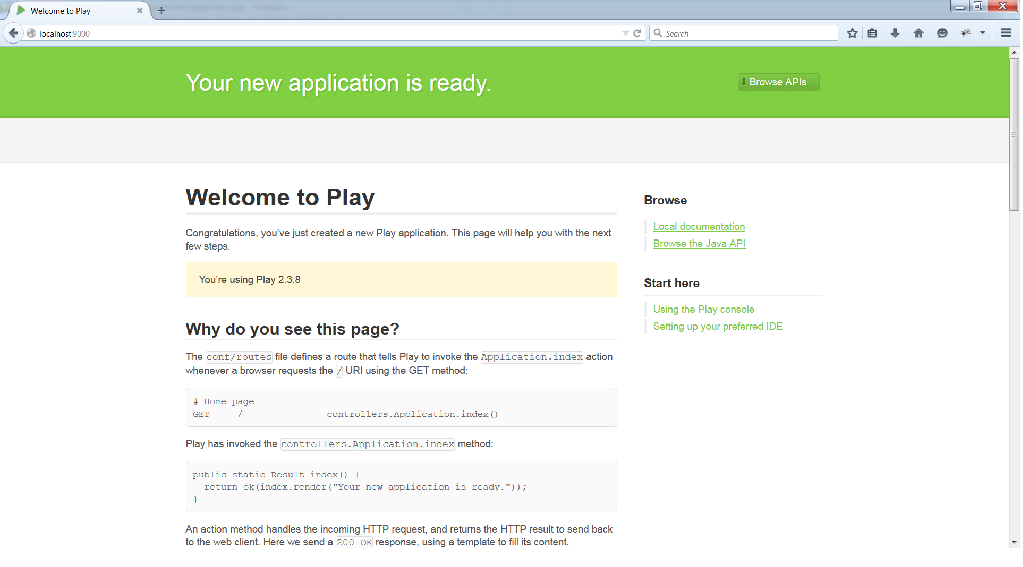 Welcome to Play
localhost:9000
Search
Your new application is ready.
Browse APIs
Welcome to Play
Congratulations, you've just created a new Play application. This page will help you with the next
few steps.
You're using Play 2.3.8
Why do you see this page?
The conf/routes file defines a route that tells Play to invoke the Application.index action
whenever a browser requests the / URI using the GET method:
# Home page
GET / controllers.Application.index()
Play has invoked the controllers.Application.index method:
public static Result index() {
return ok(index.render("Your new application is ready."));
}
An action method handles the incoming HTTP request, and returns the HTTP result to send back
to the web client. Here we send a 200 OK response, using a template to fill its content.
Browse
Local documentation
Browse the Java API
Start here
Using the Play console
Setting up your preferred IDE